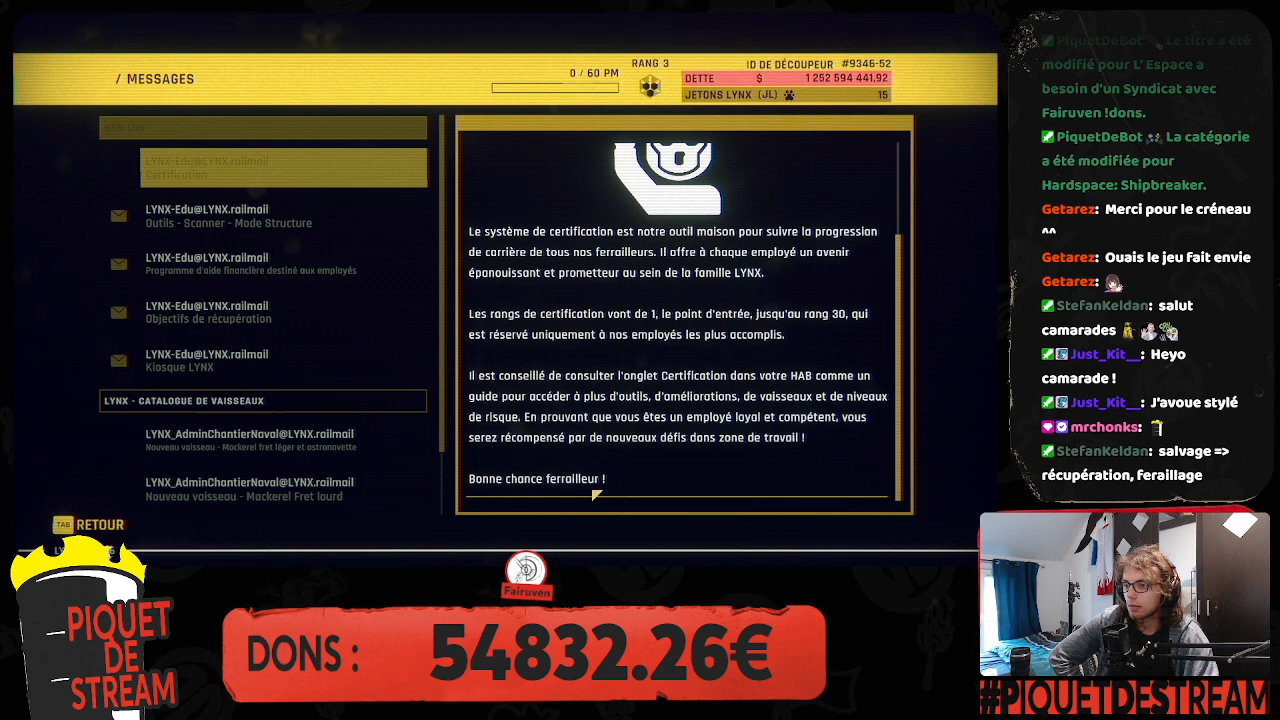 / MESSAGES
0 / 60 PM
RANG 3
ID DE DÉCOUPEUR #9346-52
DETTE $ 1 252 594 441.92
JETONS LYNX (JL) 15
NON LUS
LYNX-Edu@LYNX.railmail
Certification
LYNX-Edu@LYNX.railmail
Outils - Scanner - Mode Structure
LYNX-Edu@LYNX.railmail
Programme d'aide financière destiné aux employés
LYNX-Edu@LYNX.railmail
Objectifs de récupération
LYNX-Edu@LYNX.railmail
Kiosque LYNX
LYNX - CATALOGUE DE VAISSEAUX
LYNX_AdminChantierNaval@LYNX.railmail
Nouveau vaisseau - Mackerel fret léger et astronavette
LYNX_AdminChantierNaval@LYNX.railmail
Nouveau vaisseau - Mackerel Fret lourd
TAB RETOUR
Le système de certification est notre outil maison pour suivre la progression
de carrière de tous nos ferrailleurs. Il offre à chaque employé un avenir
épanouissant et prometteur au sein de la famille LYNX.
Les rangs de certification vont de 1, le point d'entrée, jusqu'au rang 30, qui
est réservé uniquement à nos employés les plus accomplis.
Il est conseillé de consulter l'onglet Certification dans votre HAB comme un
guide pour accéder à plus d'outils, d'améliorations, de vaisseaux et de niveaux
de risque. En prouvant que vous êtes un employé loyal et compétent, vous
serez récompensé par de nouveaux défis dans zone de travail !
Bonne chance ferrailleur !
PiquetDeBot Le titre a été
modifié pour L' Espace a
besoin d'un Syndicat avec
Fairuven !dons.
PiquetDeBot La catégorie
a été modifiée pour
Hardspace: Shipbreaker.
Getarez: Merci pour le créneau
^^
Getarez: Ouais le jeu fait envie
Getarez:
StefanKeldan: salut
camarades
Just_Kit__: Heyo
camarade !
Just_Kit__: J'avoue stylé
mrchonks:
StefanKeldan: salvage =>
récupération, feraillage
Fairuven
PIQUET
DE
STREAM
DONS : 54832.26€
#PIQUETDESTREAM